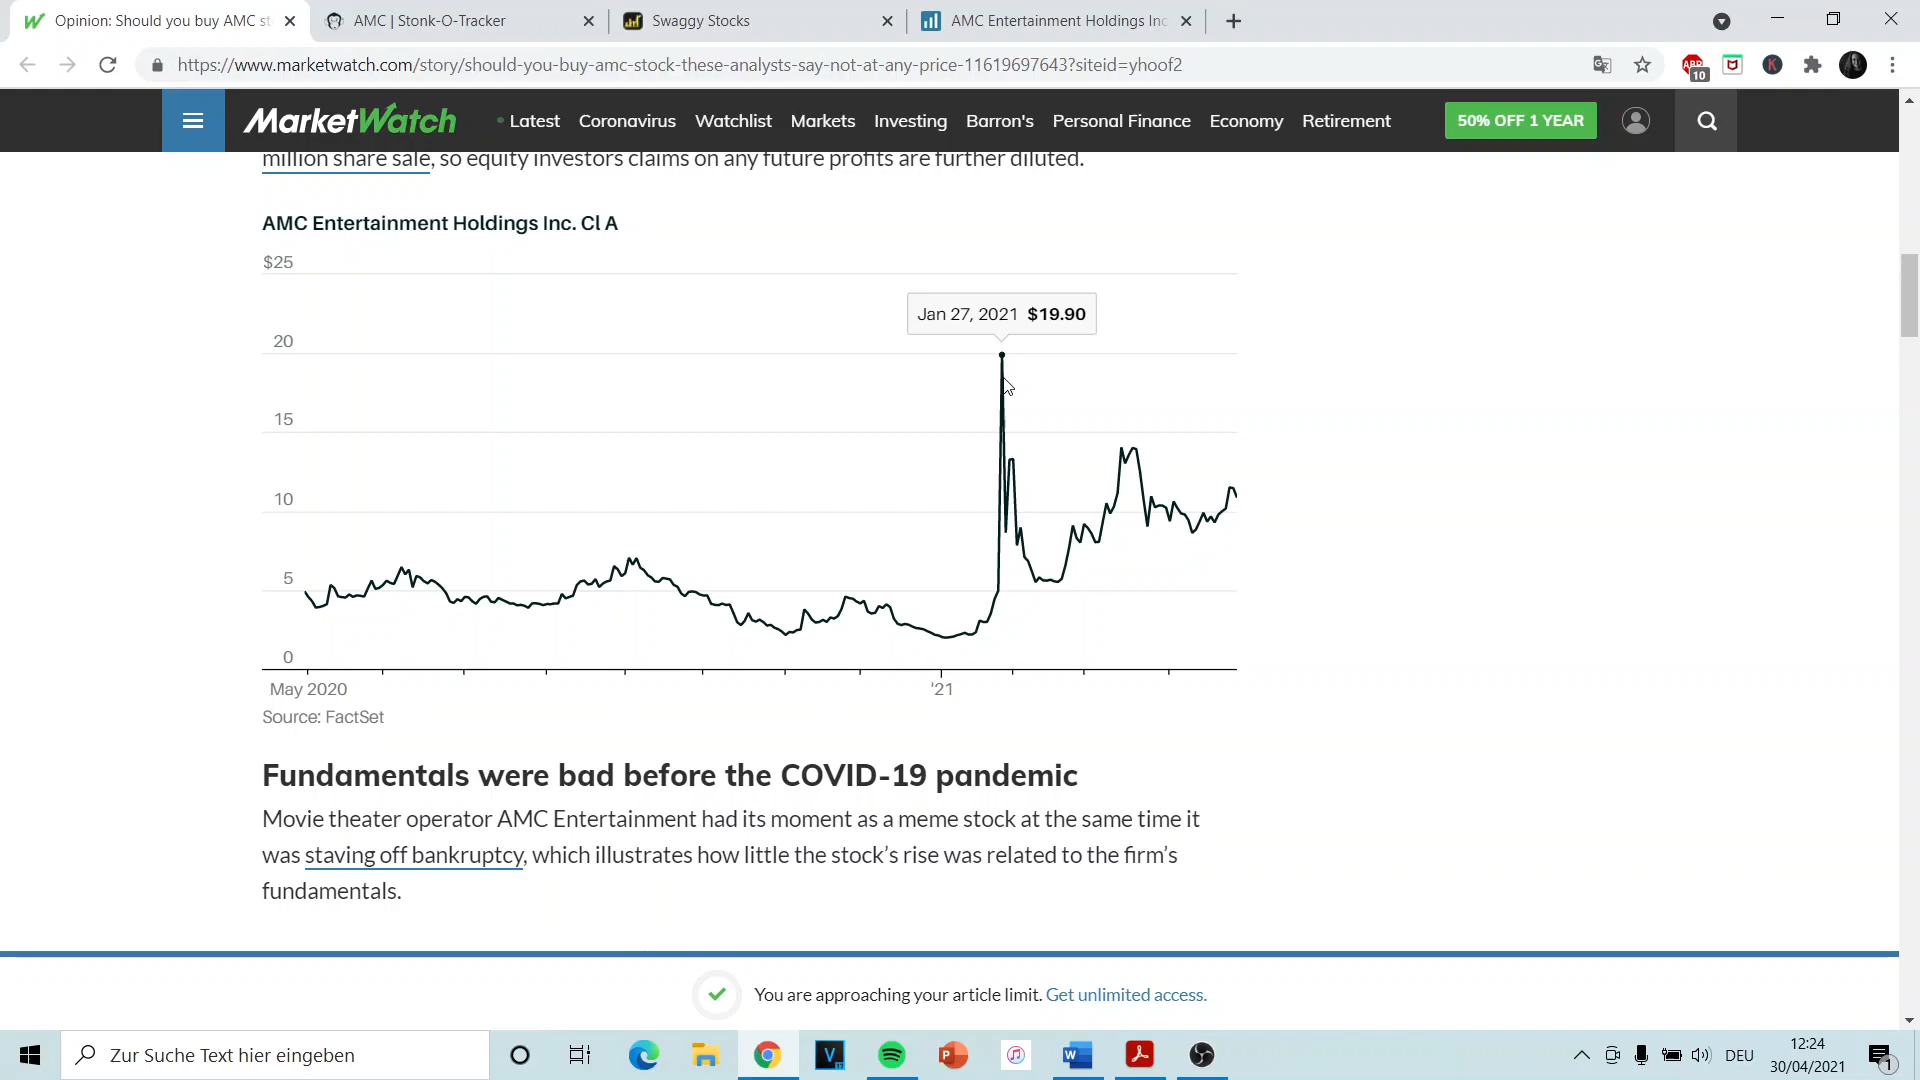 Opinion: Should you buy AMC st
AMC | Stonk-O-Tracker
Swaggy Stocks
AMC Entertainment Holdings Inc
https://www.marketwatch.com/story/should-you-buy-amc-stock-these-analysts-say-not-at-any-price-11619697643?siteid=yhoof2
ABP
10
K
MarketWatch
Latest
Coronavirus
Watchlist
Markets
Investing
Barron's
Personal Finance
Economy
Retirement
50% OFF 1 YEAR
million share sale, so equity investors claims on any future profits are further diluted.
AMC Entertainment Holdings Inc. Cl A
$25
Jan 27, 2021 $19.90
20
15
10
5
0
May 2020
'21
Source: FactSet
Fundamentals were bad before the COVID-19 pandemic
Movie theater operator AMC Entertainment had its moment as a meme stock at the same time it
was staving off bankruptcy, which illustrates how little the stock’s rise was related to the firm’s
fundamentals.
You are approaching your article limit. Get unlimited access.
Zur Suche Text hier eingeben
DEU
12:24
30/04/2021
1